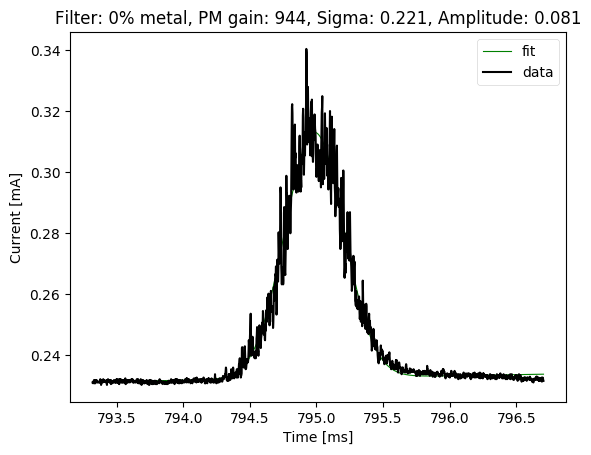 Filter: 0% metal, PM gain: 944, Sigma: 0.221, Amplitude: 0.081
fit
data
0.34
0.32
0.30
0.28
0.26
0.24
Current [mA]
793.5 794.0 794.5 795.0 795.5 796.0 796.5
Time [ms]